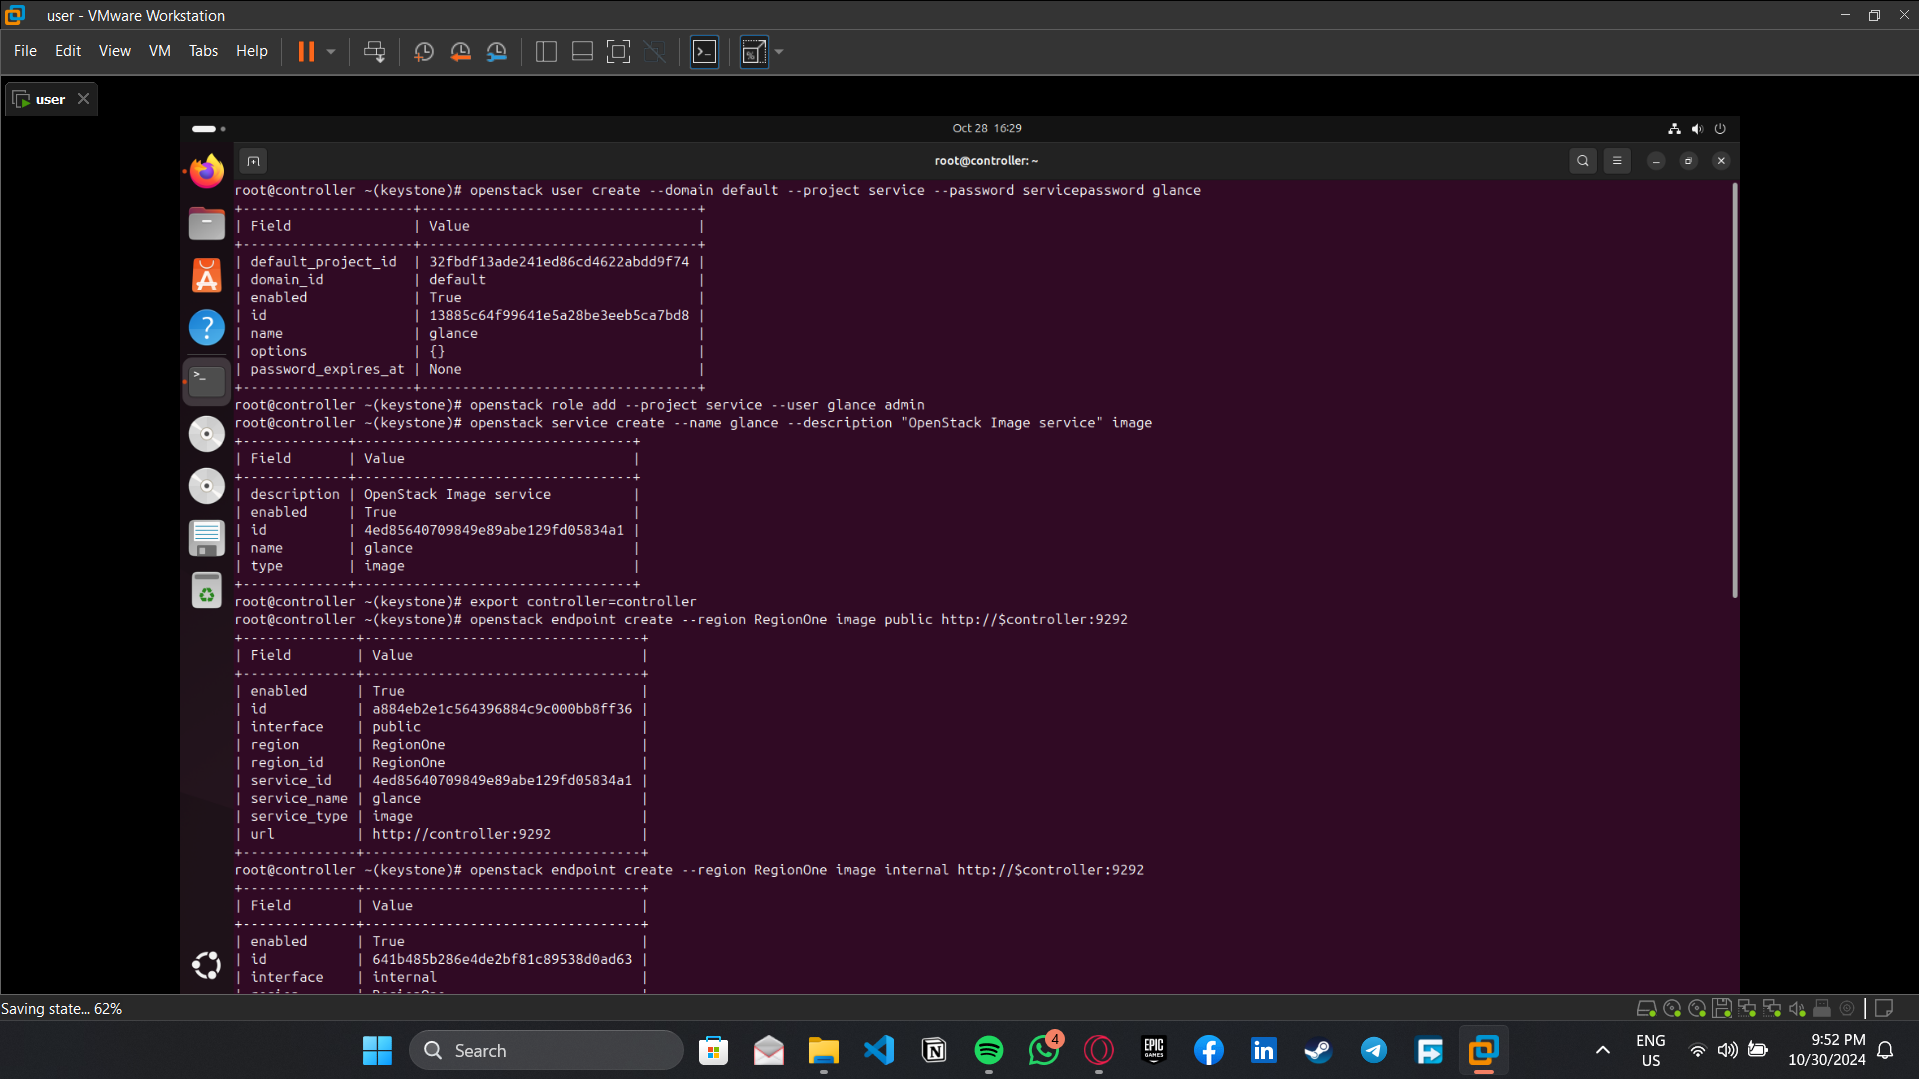 user - VMware Workstation
File Edit View VM Tabs Help
user
Oct 28 16:29
root@controller: ~
root@controller ~(keystone)# openstack user create --domain default --project service --password servicepassword glance
+----------------------+----------------------------------+
| Field | Value |
+----------------------+----------------------------------+
| default_project_id | 32fbdf13ade241ed86cd4622abdd9f74 |
| domain_id | default |
| enabled | True |
| id | 13885c64f99641e5a28be3eeb5ca7bd8 |
| name | glance |
| options | {} |
| password_expires_at | None |
+----------------------+----------------------------------+
root@controller ~(keystone)# openstack role add --project service --user glance admin
root@controller ~(keystone)# openstack service create --name glance --description "OpenStack Image service" image
+-------------+----------------------------------+
| Field | Value |
+-------------+----------------------------------+
| description | OpenStack Image service |
| enabled | True |
| id | 4ed85640709849e89abe129fd05834a1 |
| name | glance |
| type | image |
+-------------+----------------------------------+
root@controller ~(keystone)# export controller=controller
root@controller ~(keystone)# openstack endpoint create --region RegionOne image public http://$controller:9292
+--------------+----------------------------------+
| Field | Value |
+--------------+----------------------------------+
| enabled | True |
| id | a884eb2e1c564396884c9c000bb8ff36 |
| interface | public |
| region | RegionOne |
| region_id | RegionOne |
| service_id | 4ed85640709849e89abe129fd05834a1 |
| service_name | glance |
| service_type | image |
| url | http://controller:9292 |
+--------------+----------------------------------+
root@controller ~(keystone)# openstack endpoint create --region RegionOne image internal http://$controller:9292
+--------------+----------------------------------+
| Field | Value |
+--------------+----------------------------------+
| enabled | True |
| id | 641b485b286e4de2bf81c89538d0ad63 |
| interface | internal |
| region | RegionOne |
Saving state... 62%
Search
4
EPIC GAMES
ENG
US
9:52 PM
10/30/2024